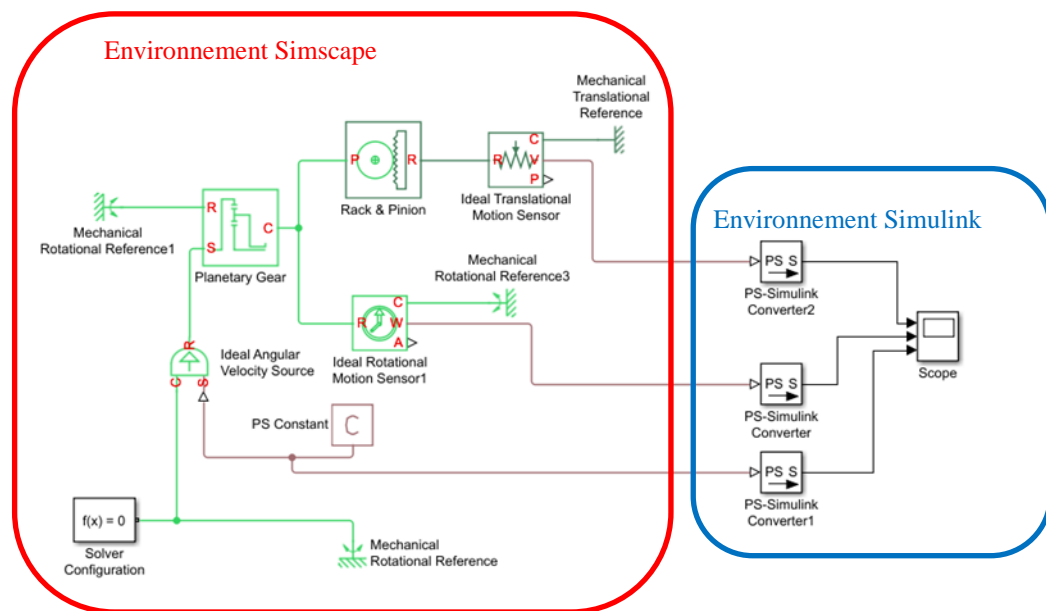 Environnement Simscape
Mechanical
Translational
Reference
C
P
R
R
V
P
Rack & Pinion
Ideal Translational
Motion Sensor
R
C
S
Mechanical
Rotational Reference1
Planetary Gear
Mechanical
Rotational Reference3
C
R
W
A
Ideal Rotational
Motion Sensor1
R
C
S
Ideal Angular
Velocity Source
PS Constant
C
f(x) = 0
Solver
Configuration
Mechanical
Rotational Reference
Environnement Simulink
PS S
PS-Simulink
Converter2
PS S
PS-Simulink
Converter
PS S
PS-Simulink
Converter1
Scope